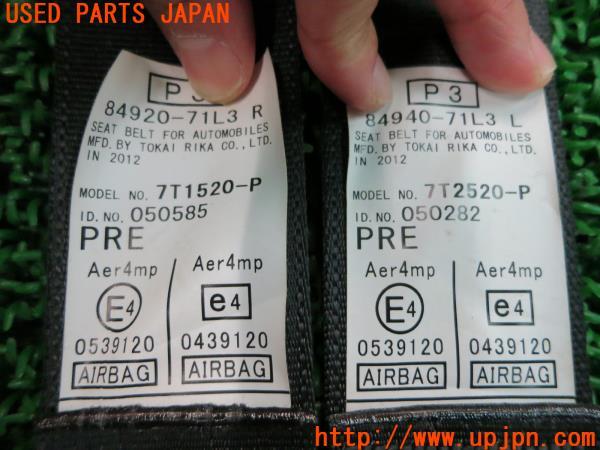 USED PARTS JAPAN
P 3
84920-71L3 R
SEAT BELT FOR AUTOMOBILES
MFD. BY TOKAI RIKA CO., LTD.
IN 2012
MODEL NO. 7T1520-P
ID. NO. 050585
PRE
Aer4mp Aer4mp
E4 e4
0539120 0439120
AIRBAG AIRBAG
P 3
84940-71L3 L
SEAT BELT FOR AUTOMOBILES
MFD. BY TOKAI RIKA CO., LTD.
IN 2012
MODEL NO. 7T2520-P
ID. NO. 050282
PRE
Aer4mp Aer4mp
E4 e4
0539120 0439120
AIRBAG AIRBAG
http://www.upjpn.com/